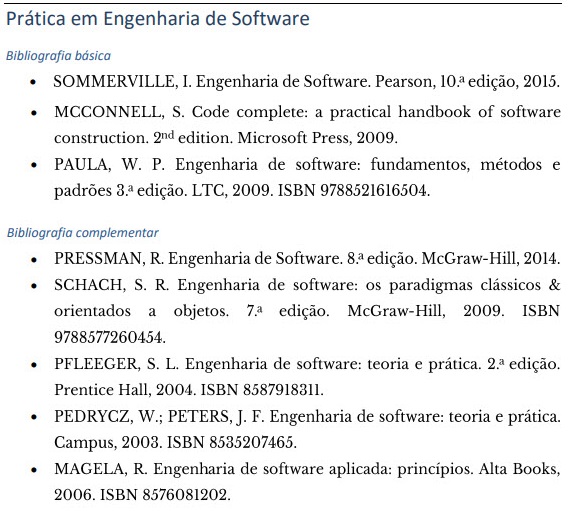 Prática em Engenharia de Software
Bibliografia básica
• SOMMERVILLE, I. Engenharia de Software. Pearson, 10.ª edição, 2015.
• MCCONNELL, S. Code complete: a practical handbook of software
construction. 2nd edition. Microsoft Press, 2009.
• PAULA, W. P. Engenharia de software: fundamentos, métodos e
padrões 3.ª edição. LTC, 2009. ISBN 9788521616504.
Bibliografia complementar
• PRESSMAN, R. Engenharia de Software. 8.ª edição. McGraw-Hill, 2014.
• SCHACH, S. R. Engenharia de software: os paradigmas clássicos &
orientados a objetos. 7.ª edição. McGraw-Hill, 2009. ISBN
9788577260454.
• PFLEEGER, S. L. Engenharia de software: teoria e prática. 2.ª edição.
Prentice Hall, 2004. ISBN 8587918311.
• PEDRYCZ, W.; PETERS, J. F. Engenharia de software: teoria e prática.
Campus, 2003. ISBN 8535207465.
• MAGELA, R. Engenharia de software aplicada: princípios. Alta Books,
2006. ISBN 8576081202.